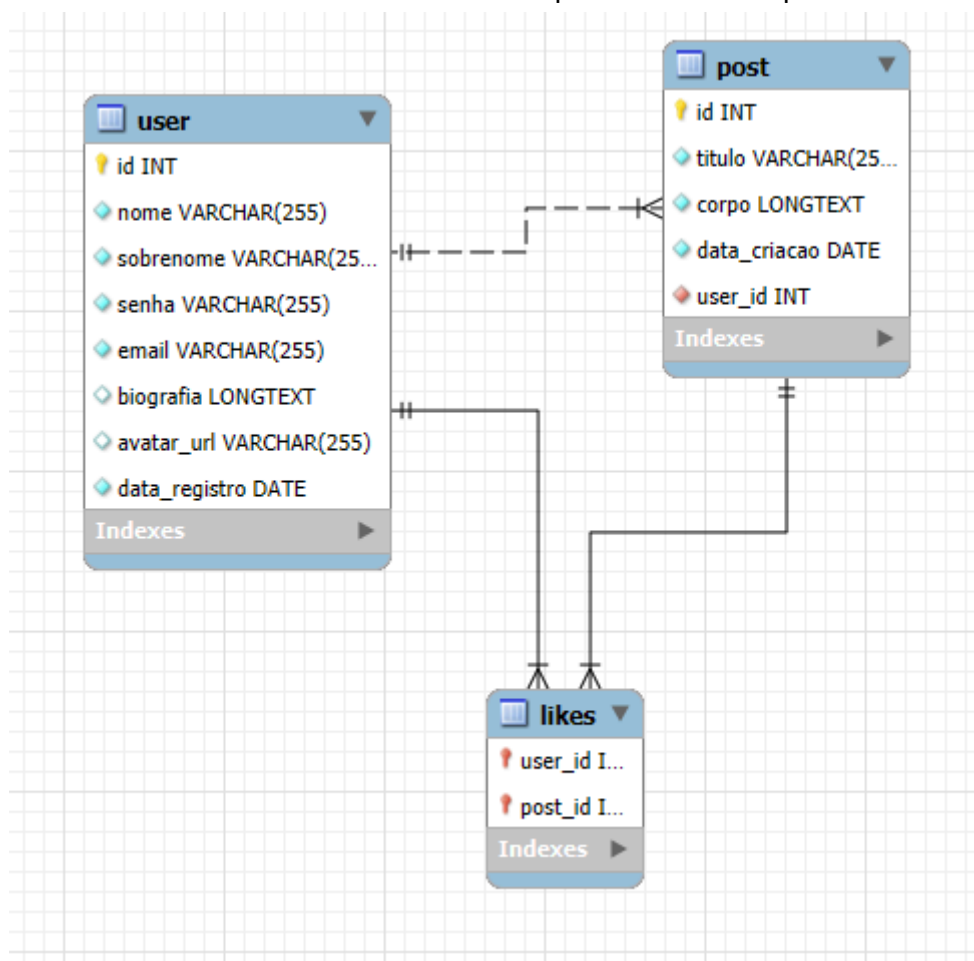 user
id INT
nome VARCHAR(255)
sobrenome VARCHAR(25...
senha VARCHAR(255)
email VARCHAR(255)
biografia LONGTEXT
avatar_url VARCHAR(255)
data_registro DATE
Indexes
post
id INT
titulo VARCHAR(25...
corpo LONGTEXT
data_criacao DATE
user_id INT
Indexes
likes
user_id I...
post_id I...
Indexes